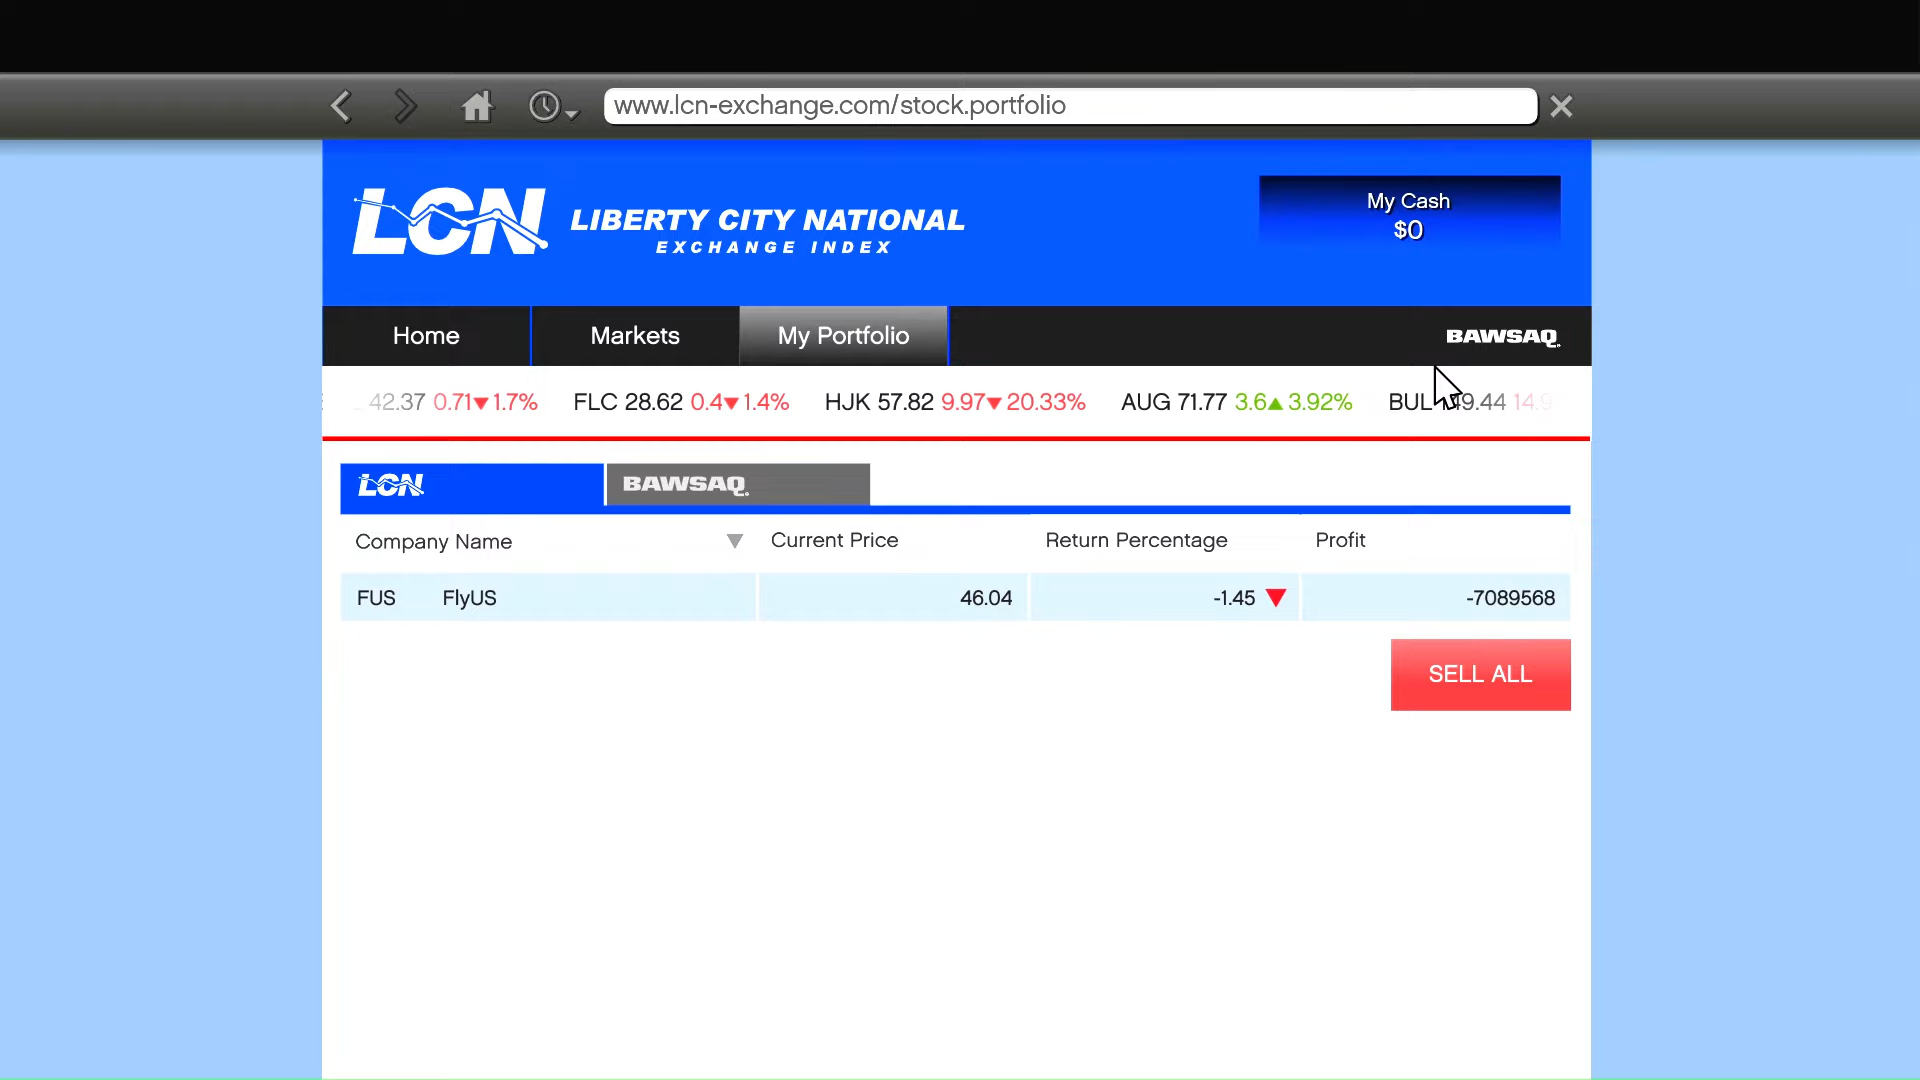 www.lcn-exchange.com/stock.portfolio
LCN LIBERTY CITY NATIONAL
EXCHANGE INDEX
My Cash
$0
Home Markets My Portfolio BAWSAQ
42.37 0.71▼1.7% FLC 28.62 0.4▼1.4% HJK 57.82 9.97▼20.33% AUG 71.77 3.6▲3.92% BUL 14.9
LCN BAWSAQ
Company Name ▼ Current Price Return Percentage Profit
FUS FlyUS 46.04 -1.45 ▼ -7089568
SELL ALL